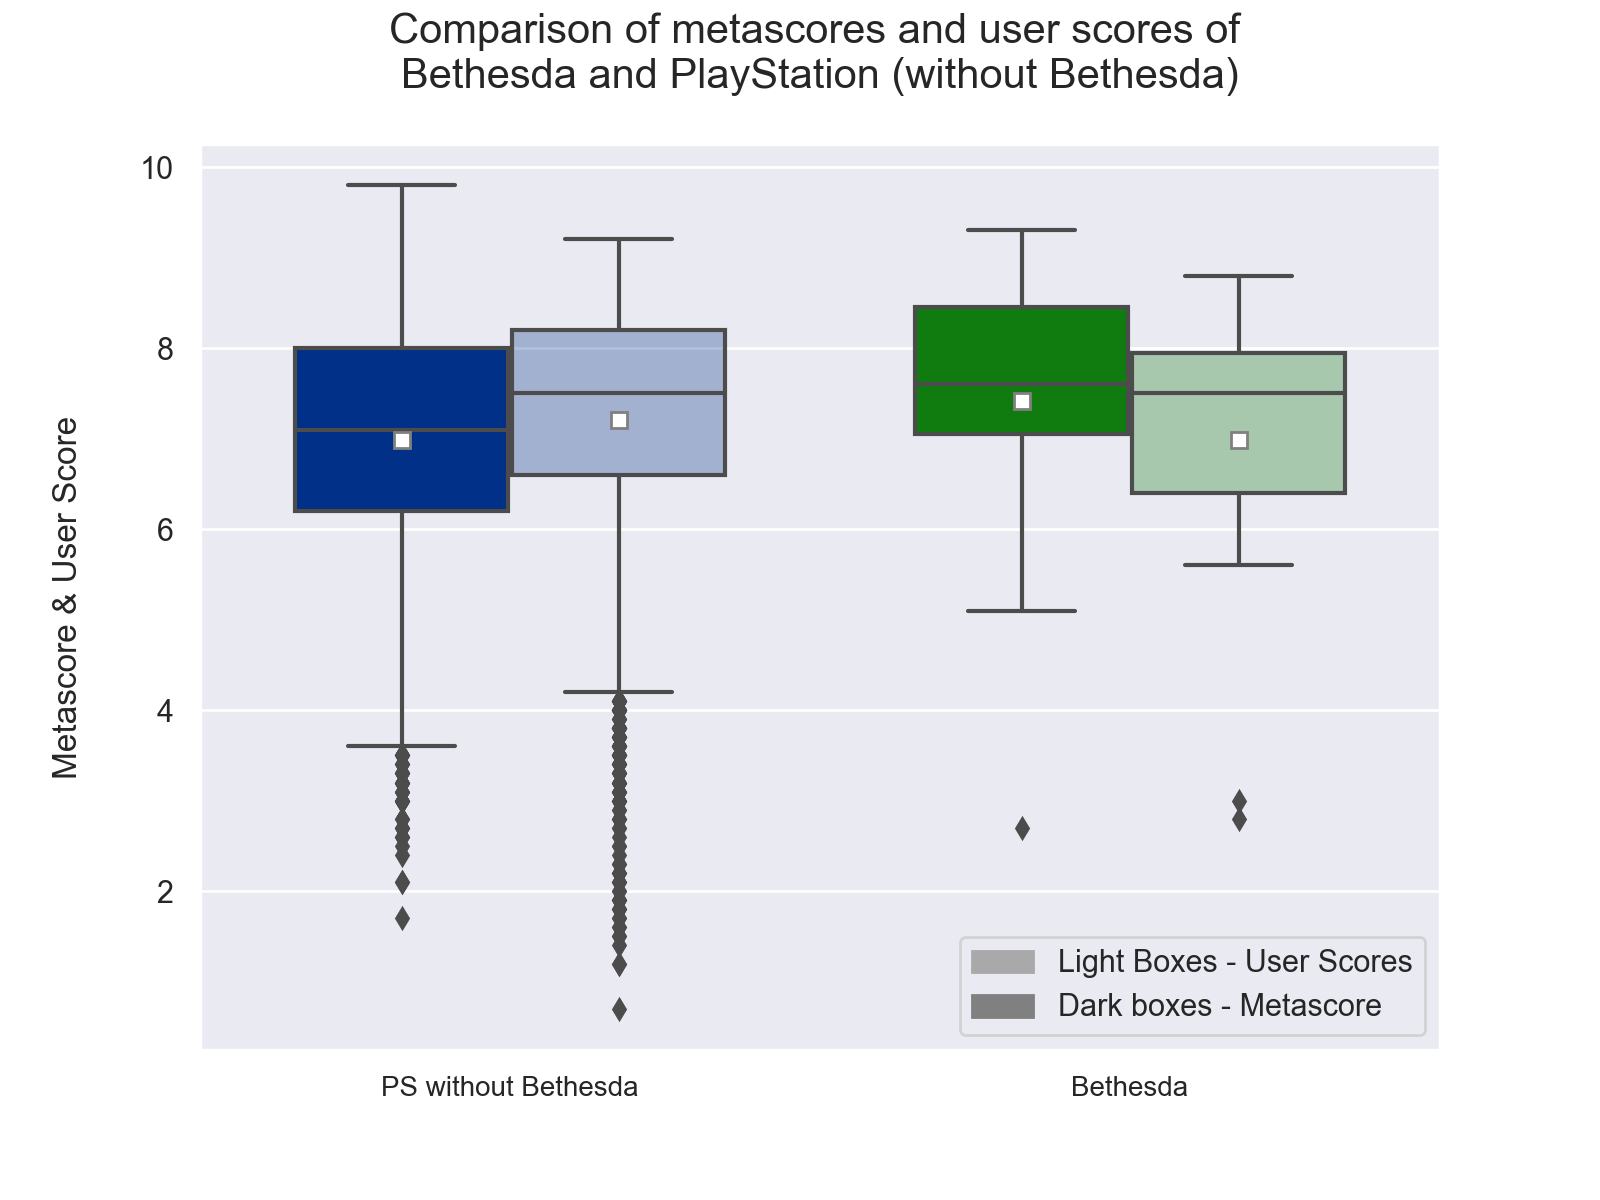 Comparison of metascores and user scores of
Bethesda and PlayStation (without Bethesda)
Metascore & User Score
10
8
6
4
2
Light Boxes - User Scores
Dark boxes - Metascore
PS without Bethesda
Bethesda